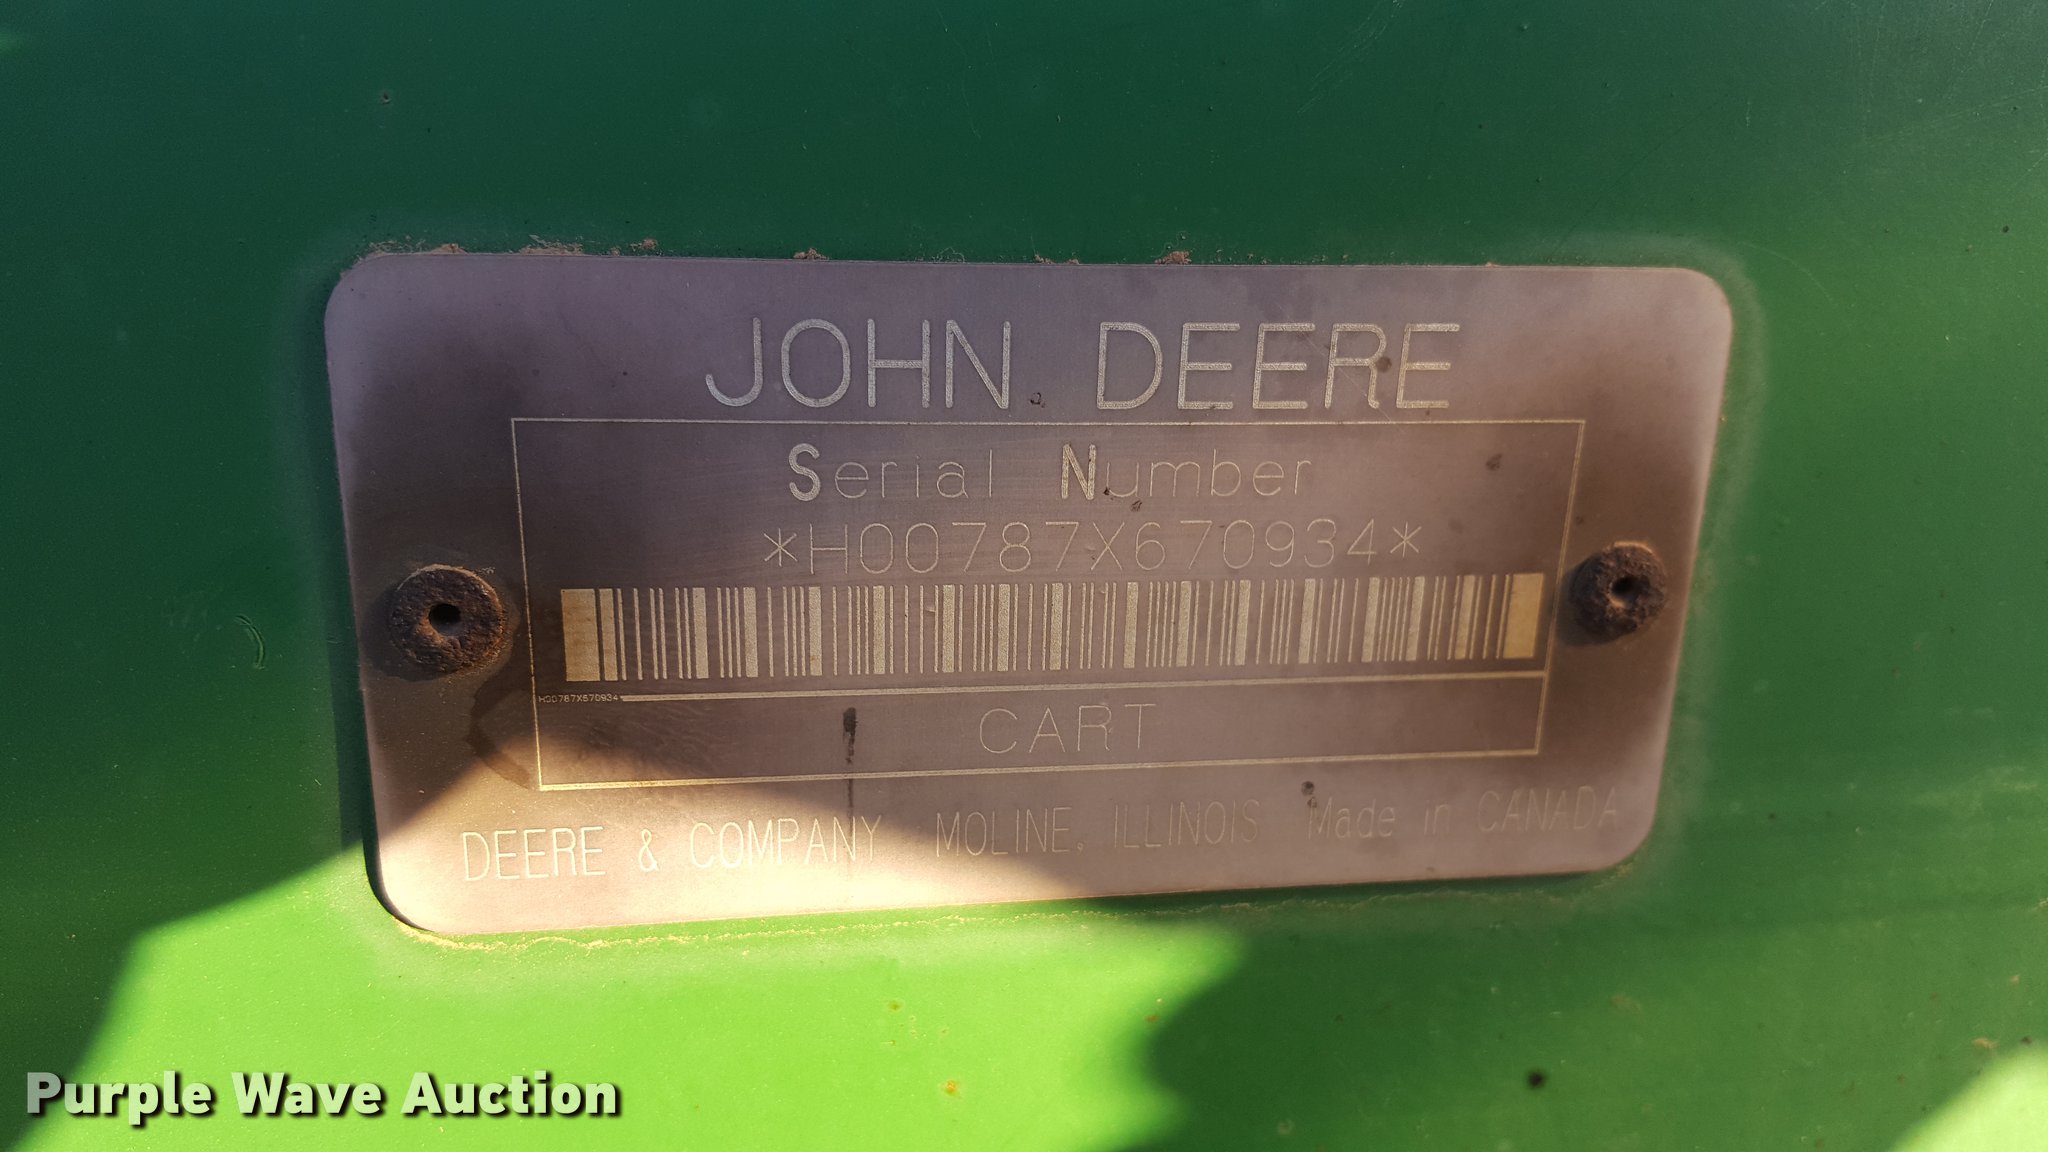 JOHN DEERE
Serial Number
*H00787X670934*
H00787X670934
CART
DEERE & COMPANY MOLINE, ILLINOIS Made in CANADA
Purple Wave Auction